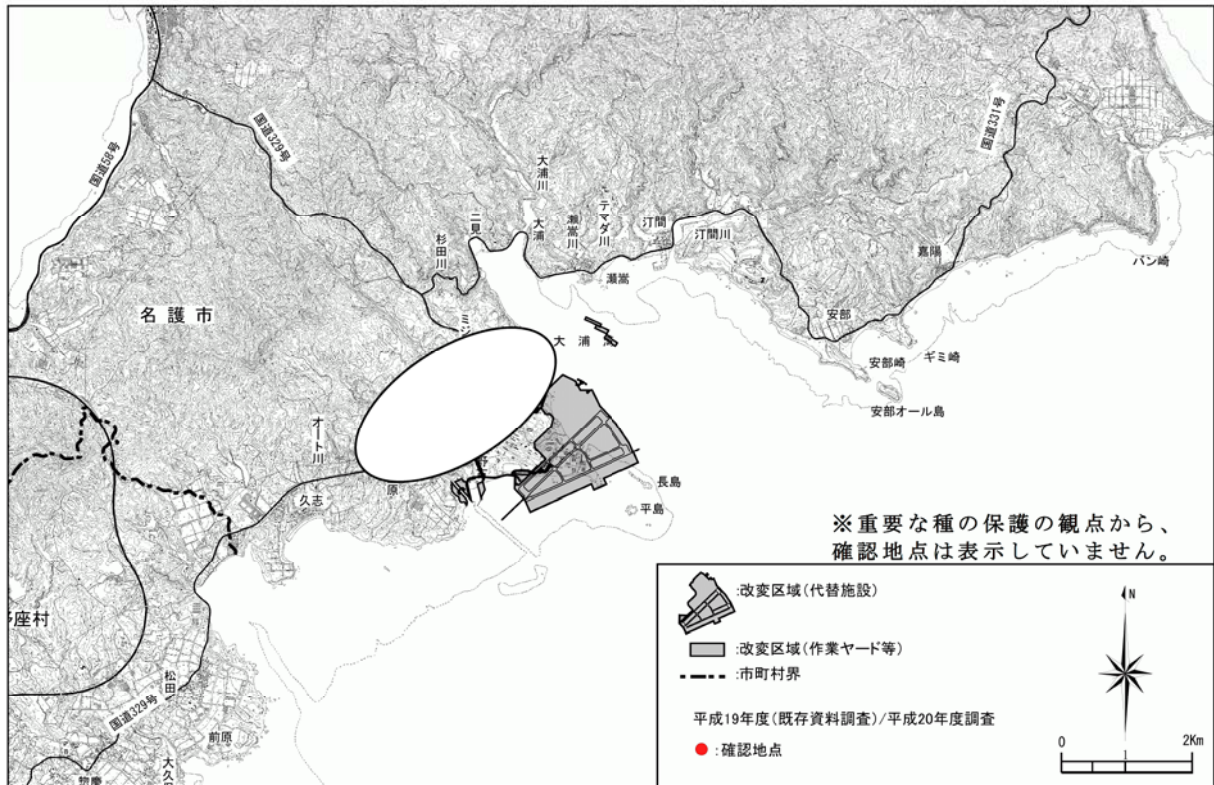 国道58号
国道329号
国道331号
大浦川
大浦
瀬嵩川
テマダ川
汀間
汀間川
二見
杉田川
瀬嵩
嘉陽
バン崎
名護市
大浦
安部
安部崎
ギミ崎
安部オール島
オート川
久志
原
長島
平島
松田
国道329号
前原
※重要な種の保護の観点から、
確認地点は表示していません。
:改変区域(代替施設)
:改変区域(作業ヤード等)
:市町村界
平成19年度(既存資料調査)/平成20年度調査
:確認地点
N
0
1
2Km